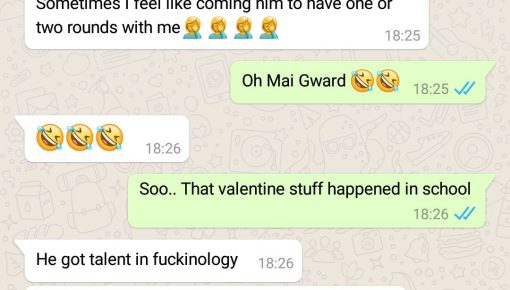 Sometimes I feel like coming him to have one or
two rounds with me🤦‍♀️🤦‍♀️🤦‍♀️🤦‍♀️
18:25
Oh Mai Gward 🤣🤣
18:25
🤣🤣🤣
18:26
Soo.. That valentine stuff happened in school
18:26
He got talent in fuckinology
18:26